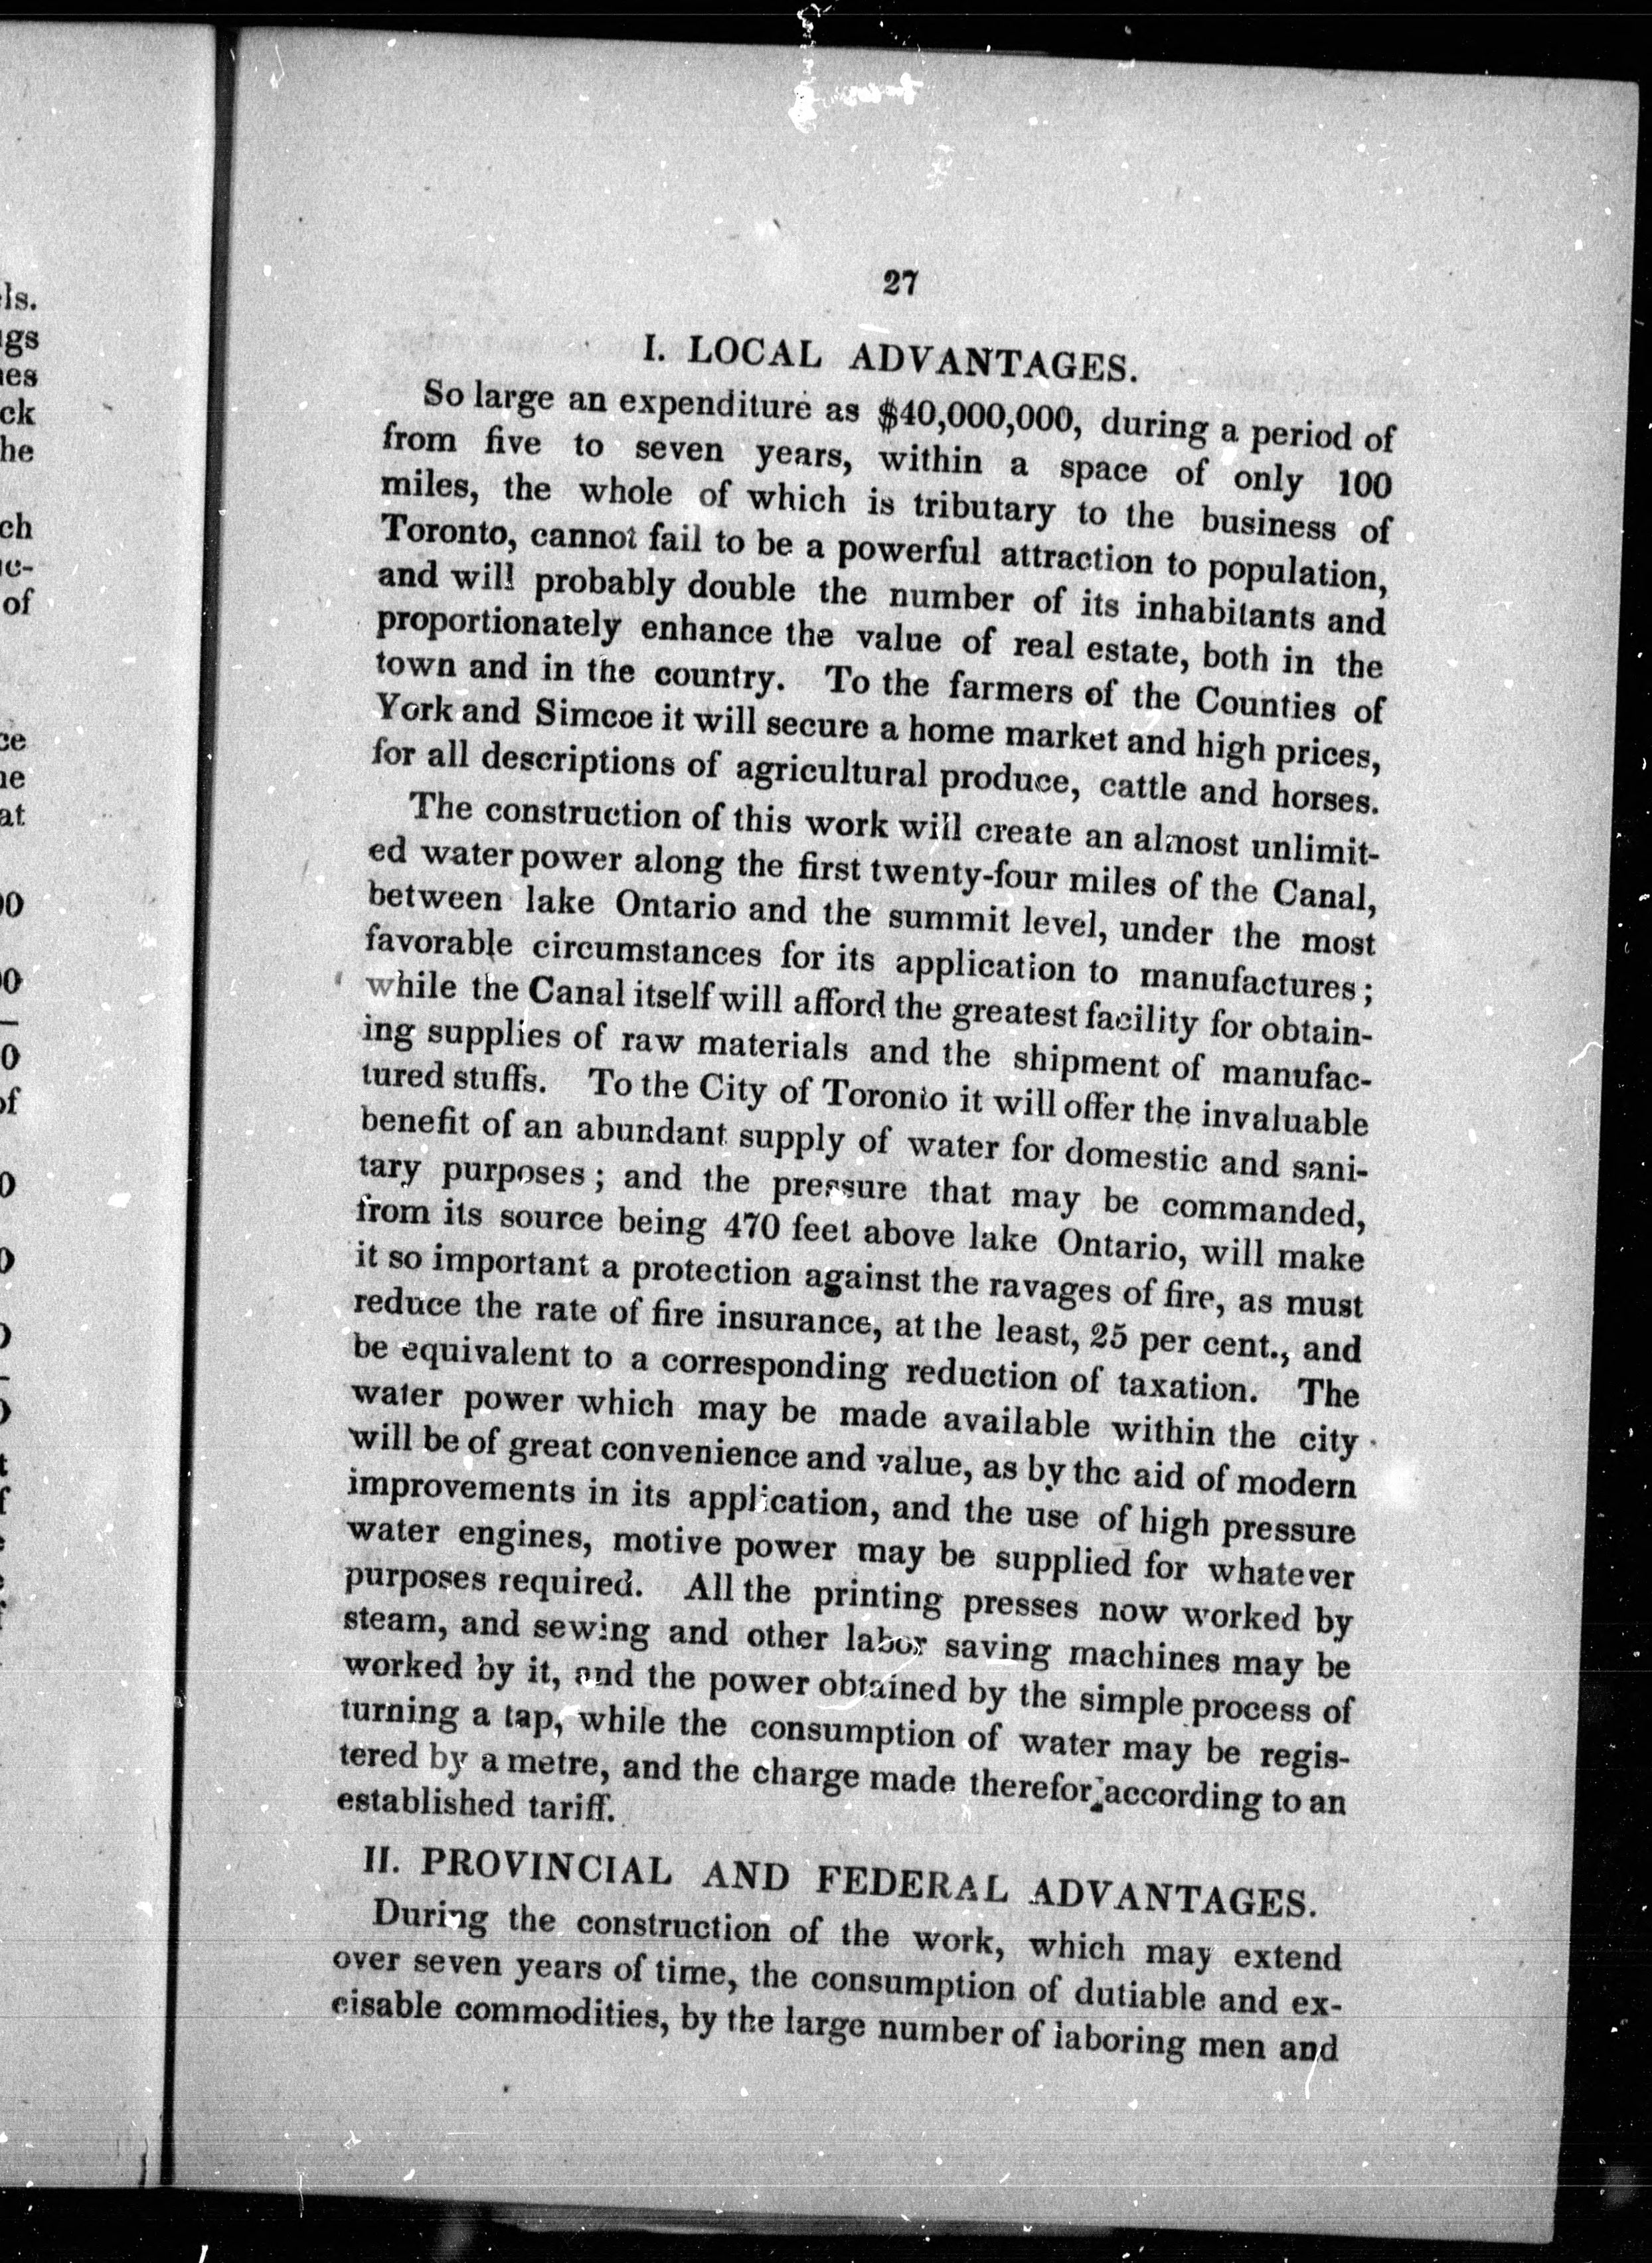 ls.
gs
es
ck
he
ch
c-
of
ce
ne
at
00
00
0
of
0
0
27
I. LOCAL ADVANTAGES.
So large an expenditure as $40,000,000, during a period of
from five to seven years, within a space of only 100
miles, the whole of which is tributary to the business of
Toronto, cannot fail to be a powerful attraction to population,
and will probably double the number of its inhabitants and
proportionately enhance the value of real estate, both in the
town and in the country. To the farmers of the Counties of
York and Simcoe it will secure a home market and high prices,
for all descriptions of agricultural produce, cattle and horses.
The construction of this work will create an almost unlimit-
ed water power along the first twenty-four miles of the Canal,
between lake Ontario and the summit level, under the most
favorable circumstances for its application to manufactures;
while the Canal itself will afford the greatest facility for obtain-
ing supplies of raw materials and the shipment of manufac-
tured stuffs. To the City of Toronto it will offer the invaluable
benefit of an abundant supply of water for domestic and sani-
tary purposes; and the pressure that may be commanded,
from its source being 470 feet above lake Ontario, will make
it so important a protection against the ravages of fire, as must
reduce the rate of fire insurance, at the least, 25 per cent., and
be equivalent to a corresponding reduction of taxation. The
water power which may be made available within the city
will be of great convenience and value, as by the aid of modern
improvements in its application, and the use of high pressure
water engines, motive power may be supplied for whatever
purposes required. All the printing presses now worked by
steam, and sewing and other labor saving machines may be
worked by it, and the power obtained by the simple process of
turning a tap, while the consumption of water may be regis-
tered by a metre, and the charge made therefor according to an
established tariff.
II. PROVINCIAL AND FEDERAL ADVANTAGES.
During the construction of the work, which may extend
over seven years of time, the consumption of dutiable and ex-
cisable commodities, by the large number of laboring men and